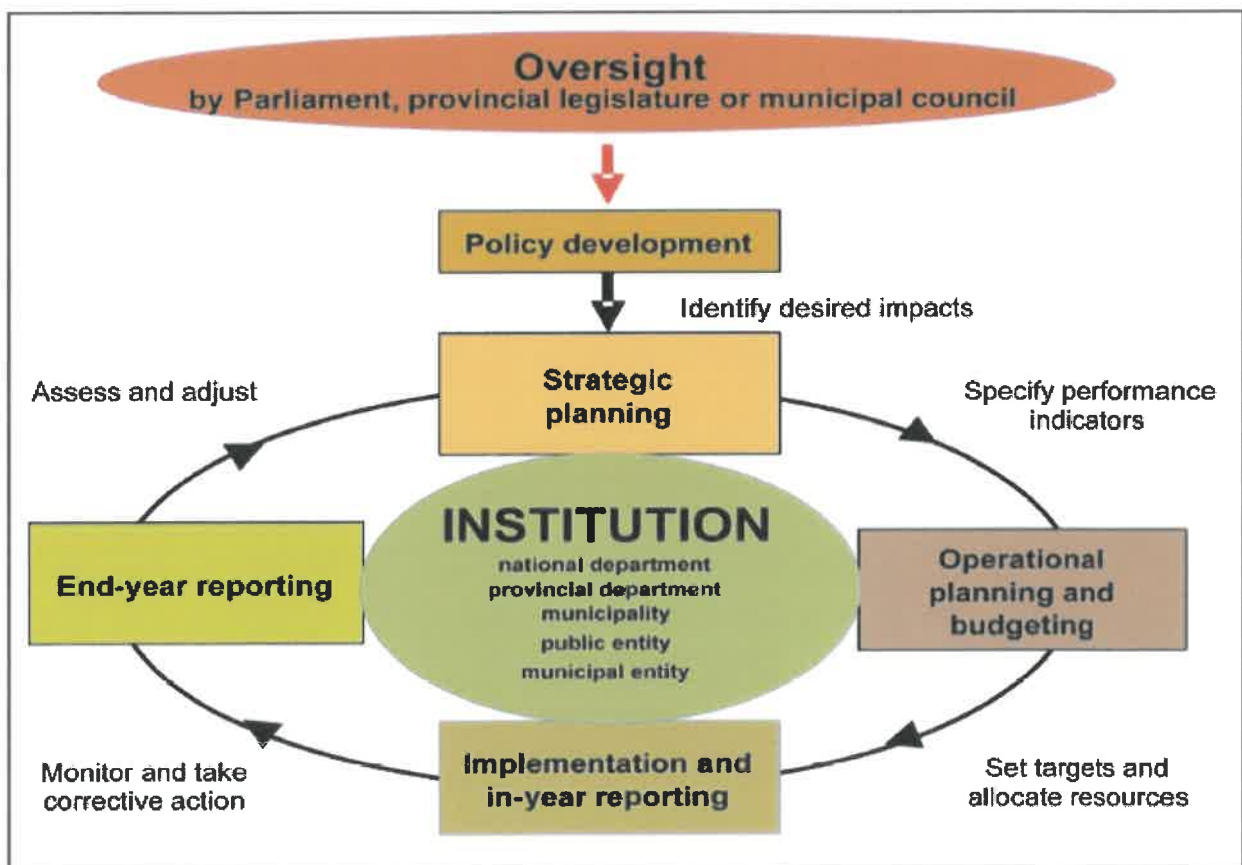 Oversight
by Parliament, provincial legislature or municipal council
Policy development
Identify desired impacts
Strategic
planning
Assess and adjust
Specify performance
indicators
INSTITUTION
national department
provincial department
municipality
public entity
municipal entity
End-year reporting
Operational
planning and
budgeting
Implementation and
in-year reporting
Monitor and take
corrective action
Set targets and
allocate resources